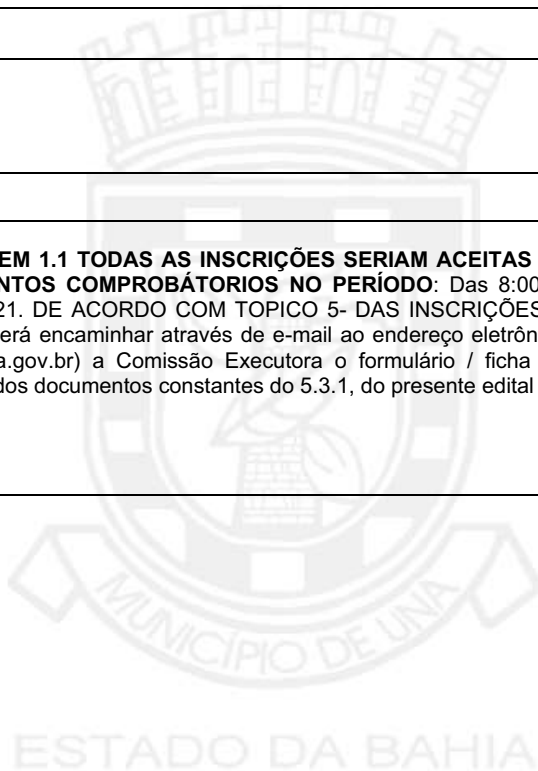 EM 1.1 TODAS AS INSCRIÇÕES SERIAM ACEITAS
NTOS COMPROBÁTORIOS NO PERÍODO: Das 8:00
21. DE ACORDO COM TOPICO 5- DAS INSCRIÇÕES
erá encaminhar através de e-mail ao endereço eletrôn
a.gov.br) a Comissão Executora o formulário / ficha
dos documentos constantes do 5.3.1, do presente edital
MUNICÍPIO DE UNA
ESTADO DA BAHIA